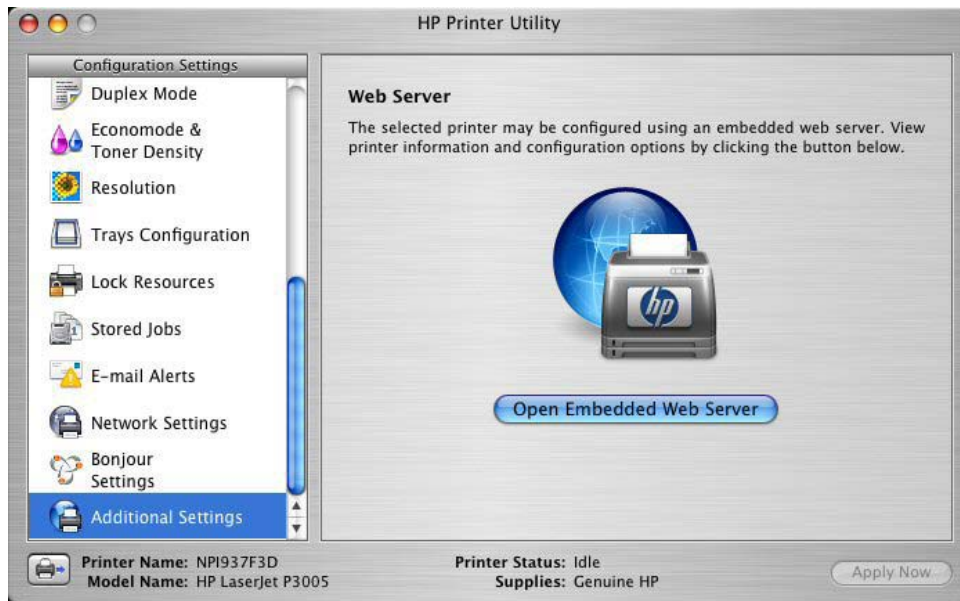 HP Printer Utility
Configuration Settings
Duplex Mode
Economode &
Toner Density
Resolution
Trays Configuration
Lock Resources
Stored Jobs
E-mail Alerts
Network Settings
Bonjour
Settings
Additional Settings
Web Server
The selected printer may be configured using an embedded web server. View
printer information and configuration options by clicking the button below.
hp
Open Embedded Web Server
Printer Name: NPI937F3D
Model Name: HP LaserJet P3005
Printer Status: Idle
Supplies: Genuine HP
Apply Now